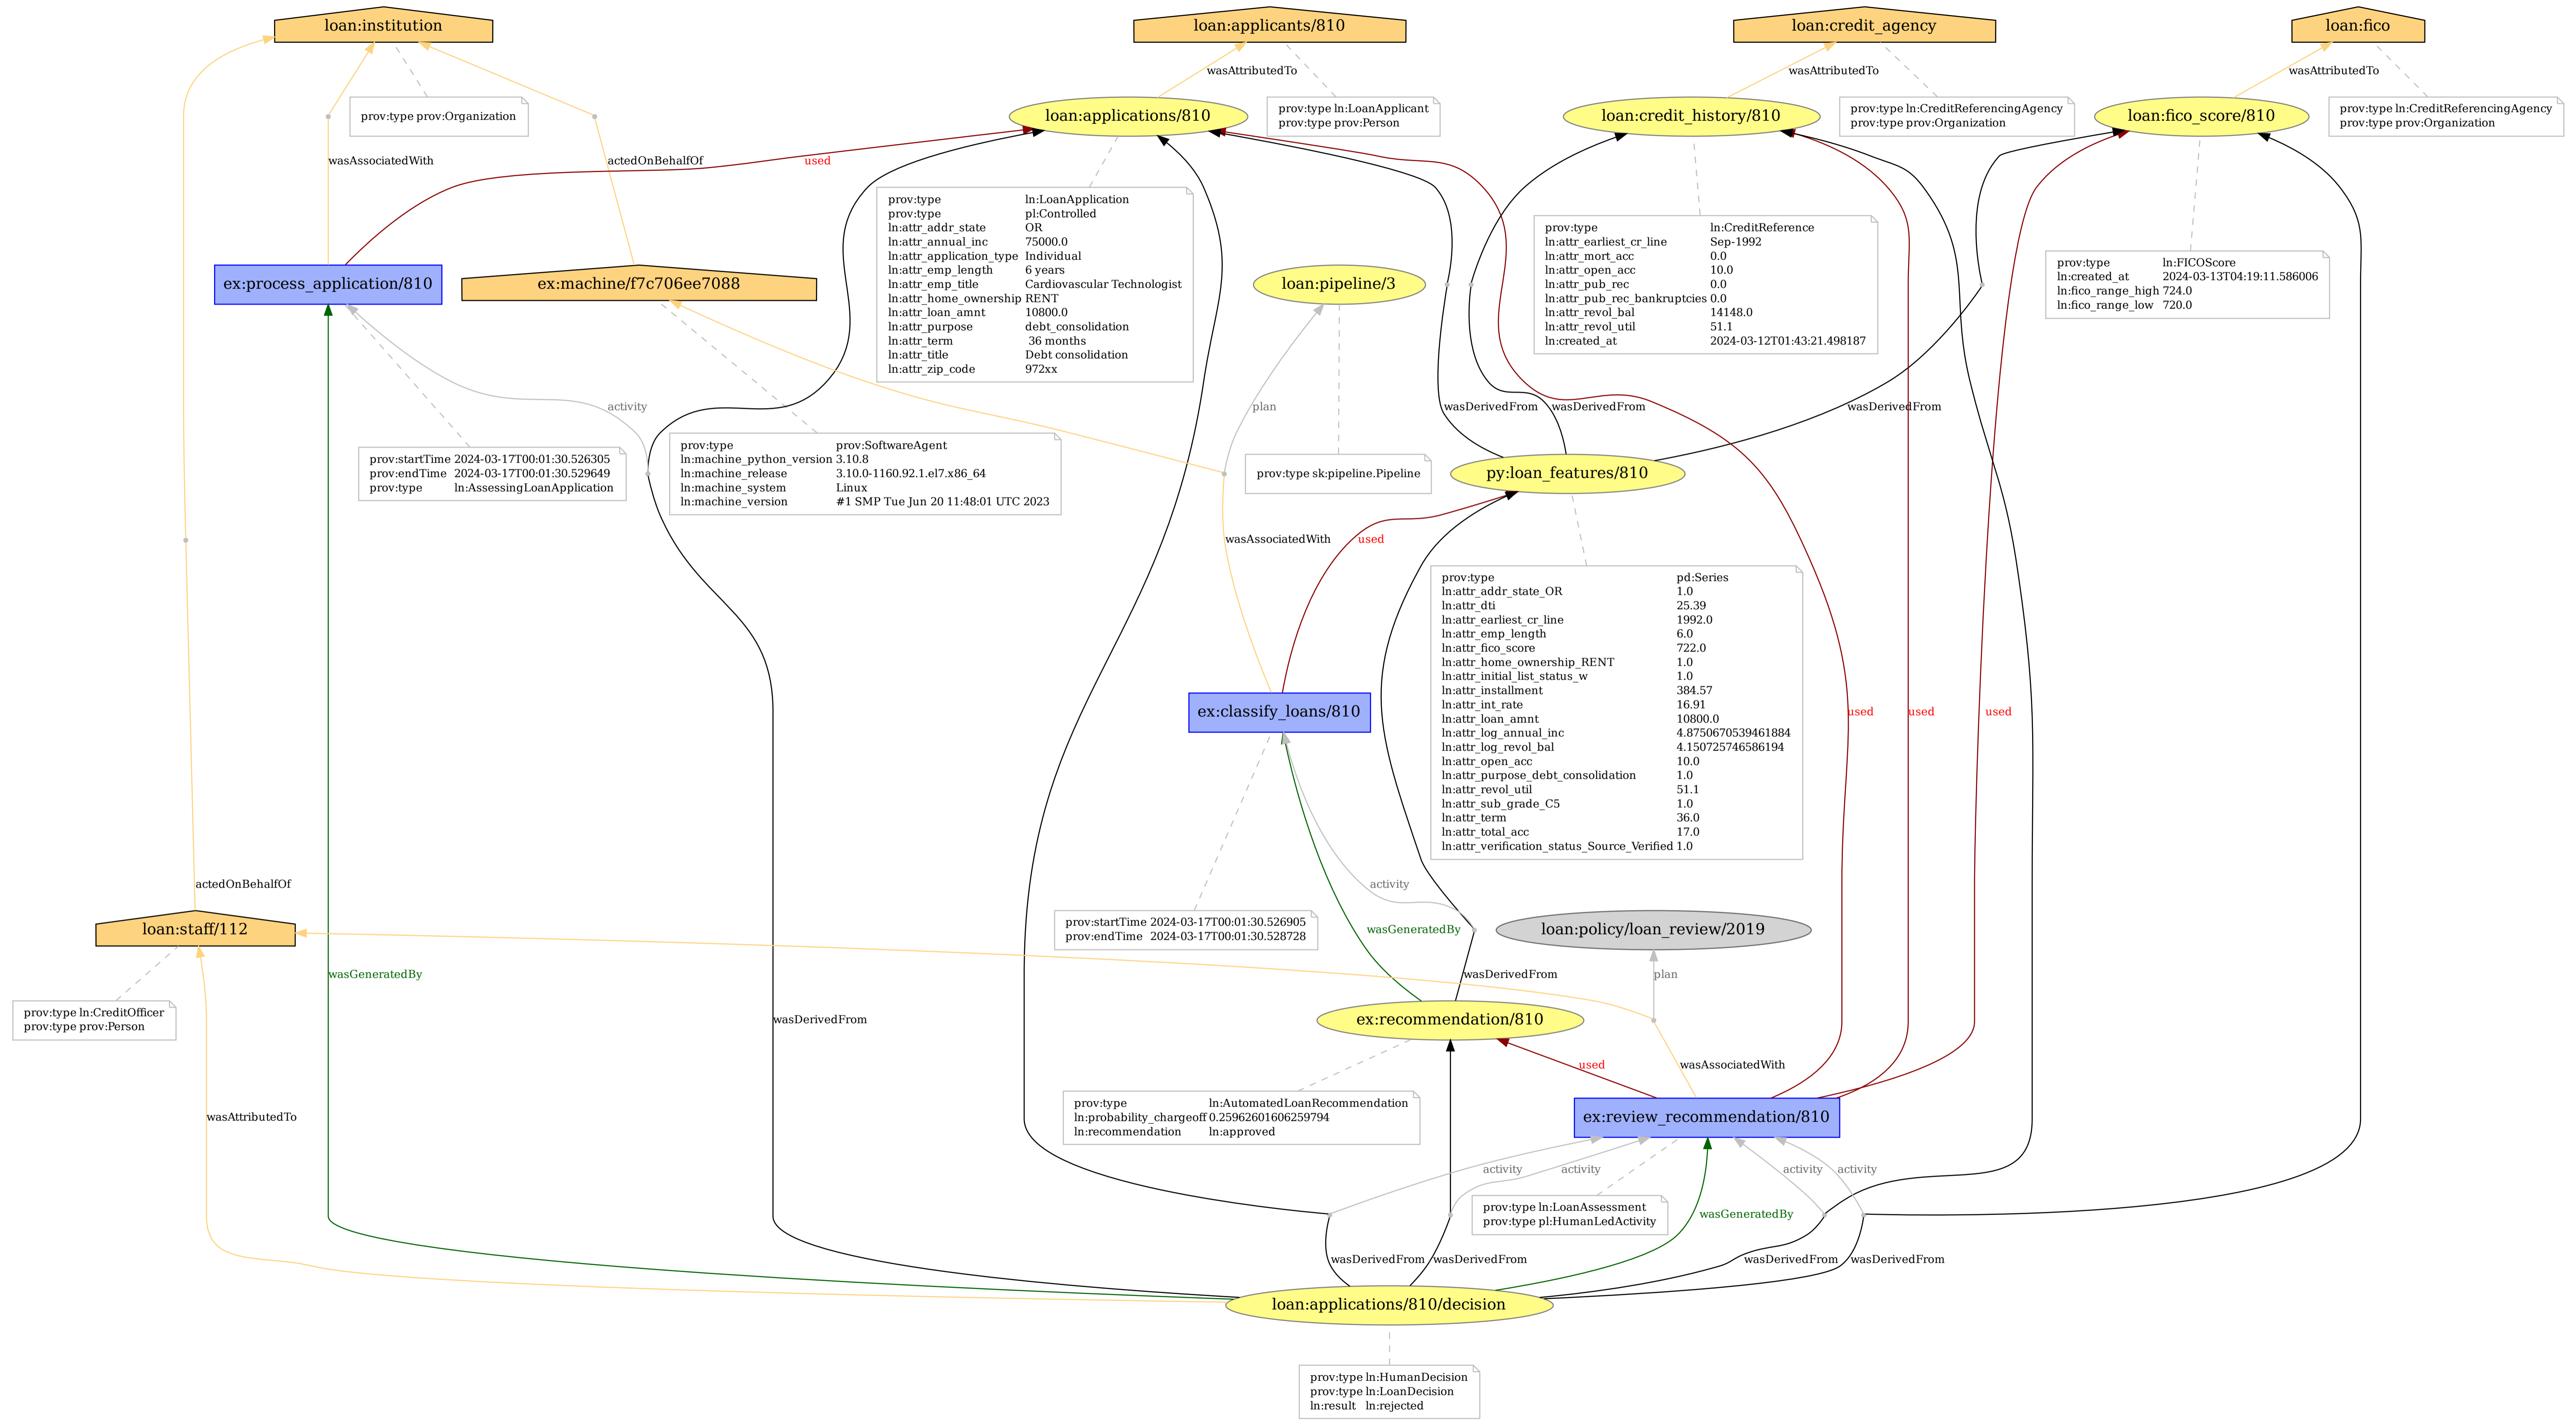 loan:institution
loan:applicants/810
loan:credit_agency
loan:fico
wasAttributedTo
wasAttributedTo
wasAttributedTo
prov:type prov:Organization
loan:applications/810
prov:type ln:LoanApplicant
prov:type prov:Person
loan:credit_history/810
prov:type ln:CreditReferencingAgency
prov:type prov:Organization
loan:fico_score/810
prov:type ln:CreditReferencingAgency
prov:type prov:Organization
wasAssociatedWith
actedOnBehalfOf
used
prov:type ln:LoanApplication
prov:type pl:Controlled
ln:attr_addr_state OR
ln:attr_annual_inc 75000.0
ln:attr_application_type Individual
ln:attr_emp_length 6 years
ln:attr_emp_title Cardiovascular Technologist
ln:attr_home_ownership RENT
ln:attr_loan_amnt 10800.0
ln:attr_purpose debt_consolidation
ln:attr_term 36 months
ln:attr_title Debt consolidation
ln:attr_zip_code 972xx
prov:type ln:CreditReference
ln:attr_earliest_cr_line Sep-1992
ln:attr_mort_acc 0.0
ln:attr_open_acc 10.0
ln:attr_pub_rec 0.0
ln:attr_pub_rec_bankruptcies 0.0
ln:attr_revol_bal 14148.0
ln:attr_revol_util 51.1
ln:created_at 2024-03-12T01:43:21.498187
prov:type ln:FICOScore
ln:created_at 2024-03-13T04:19:11.586006
ln:fico_range_high 724.0
ln:fico_range_low 720.0
ex:process_application/810
ex:machine/f7c706ee7088
loan:pipeline/3
activity
plan
wasDerivedFrom
wasDerivedFrom
wasDerivedFrom
prov:startTime 2024-03-17T00:01:30.526305
prov:endTime 2024-03-17T00:01:30.529649
prov:type ln:AssessingLoanApplication
prov:type prov:SoftwareAgent
ln:machine_python_version 3.10.8
ln:machine_release 3.10.0-1160.92.1.el7.x86_64
ln:machine_system Linux
ln:machine_version #1 SMP Tue Jun 20 11:48:01 UTC 2023
prov:type sk:pipeline.Pipeline
py:loan_features/810
wasAssociatedWith
used
prov:type pd:Series
ln:attr_addr_state_OR 1.0
ln:attr_dti 25.39
ln:attr_earliest_cr_line 1992.0
ln:attr_emp_length 6.0
ln:attr_fico_score 722.0
ln:attr_home_ownership_RENT 1.0
ln:attr_initial_list_status_w 1.0
ln:attr_installment 384.57
ln:attr_int_rate 16.91
ln:attr_loan_amnt 10800.0
ln:attr_log_annual_inc 4.8750670539461884
ln:attr_log_revol_bal 4.150725746586194
ln:attr_open_acc 10.0
ln:attr_purpose_debt_consolidation 1.0
ln:attr_revol_util 51.1
ln:attr_sub_grade_C5 1.0
ln:attr_term 36.0
ln:attr_total_acc 17.0
ln:attr_verification_status_Source_Verified 1.0
ex:classify_loans/810
used
used
used
actedOnBehalfOf
activity
loan:staff/112
prov:startTime 2024-03-17T00:01:30.526905
prov:endTime 2024-03-17T00:01:30.528728
wasGeneratedBy
loan:policy/loan_review/2019
wasGeneratedBy
wasDerivedFrom
plan
prov:type ln:CreditOfficer
prov:type prov:Person
wasDerivedFrom
ex:recommendation/810
used
wasAssociatedWith
prov:type ln:AutomatedLoanRecommendation
ln:probability_chargeoff 0.25962601606259794
ln:recommendation ln:approved
wasAttributedTo
ex:review_recommendation/810
activity
activity
activity
activity
prov:type ln:LoanAssessment
prov:type pl:HumanLedActivity
wasGeneratedBy
wasDerivedFrom
wasDerivedFrom
wasDerivedFrom
wasDerivedFrom
loan:applications/810/decision
prov:type ln:HumanDecision
prov:type ln:LoanDecision
ln:result ln:rejected